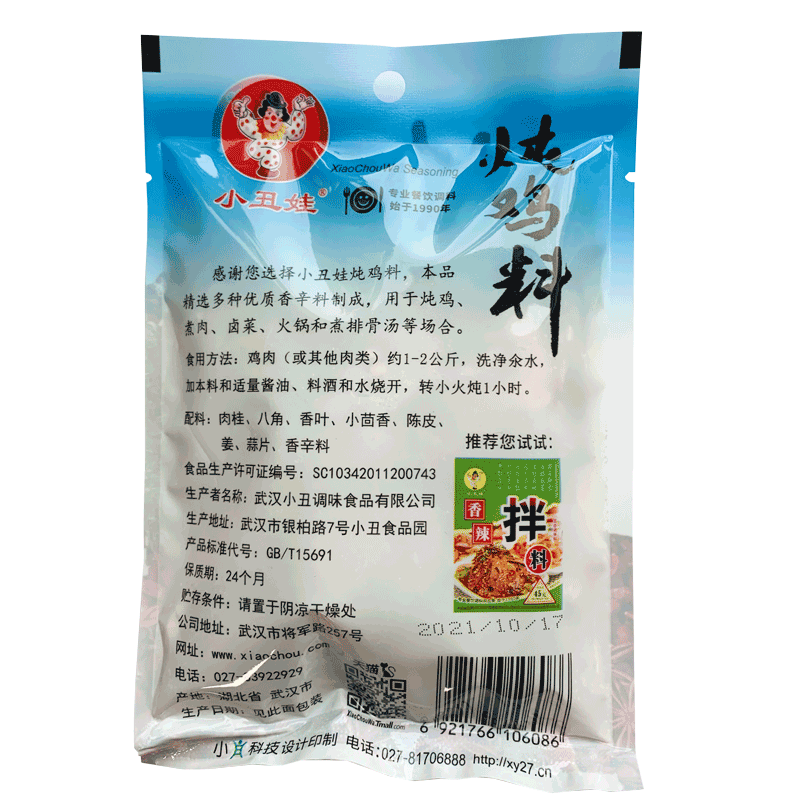 XiaoChouWa Seasoning
小丑娃®
专业餐饮调料
始于1990年
炖鸡料
感谢您选择小丑娃炖鸡料，本品
精选多种优质香辛料制成，用于炖鸡、
煮肉、卤菜、火锅和煮排骨汤等场合。
食用方法：鸡肉（或其他肉类）约1-2公斤，洗净汆水，
加本料和适量酱油、料酒和水烧开，转小火炖1小时。
配料：肉桂、八角、香叶、小茴香、陈皮、
姜、蒜片、香辛料
食品生产许可证编号：SC10342011200743
生产者名称：武汉小丑调味食品有限公司
生产地址：武汉市银柏路7号小丑食品园
产品标准代号：GB/T15691
保质期：24个月
贮存条件：请置于阴凉干燥处
公司地址：武汉市将军路257号
网址：www.xiaochou.com
电话：027-83922929
产地：湖北省 武汉市
生产日期：见此面包装
推荐您试试：
香辣
拌料
2021/10/17
天猫
XiaoChouWa.Tmall.com
6 921766 106086
小丑科技设计印制 电话：027-81706888 http://xy27.cn